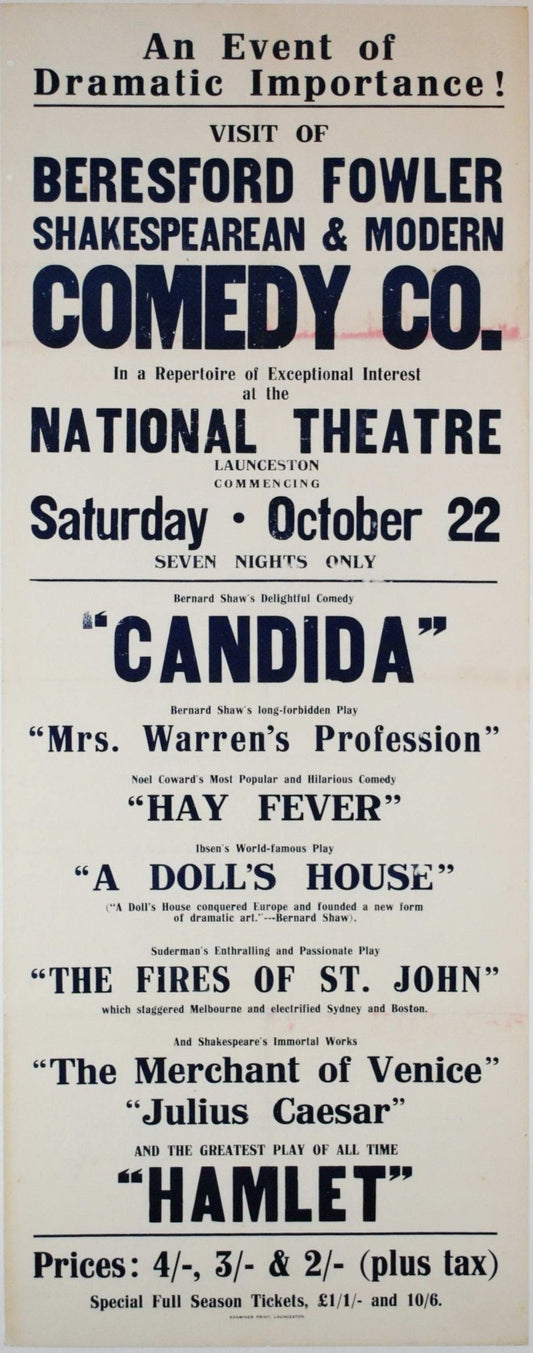 An Event of
Dramatic Importance!
VISIT OF
BERESFORD FOWLER
SHAKESPEAREAN & MODERN
COMEDY CO.
In a Repertoire of Exceptional Interest
at the
NATIONAL THEATRE
LAUNCESTON
COMMENCING
Saturday • October 22
SEVEN NIGHTS ONLY
Bernard Shaw's Delightful Comedy
"CANDIDA"
Bernard Shaw's long-forbidden Play
"Mrs. Warren's Profession"
Noel Coward's Most Popular and Hilarious Comedy
"HAY FEVER"
Ibsen's World-famous Play
"A DOLL'S HOUSE"
("A Doll's House conquered Europe and founded a new form
of dramatic art."---Bernard Shaw).
Suderman's Enthralling and Passionate Play
"THE FIRES OF ST. JOHN"
which staggered Melbourne and electrified Sydney and Boston.
And Shakespeare's Immortal Works
"The Merchant of Venice"
"Julius Caesar"
AND THE GREATEST PLAY OF ALL TIME
"HAMLET"
Prices: 4/-, 3/- & 2/- (plus tax)
Special Full Season Tickets, £1/1/- and 10/6.
EXAMINER PRINT, LAUNCESTON.